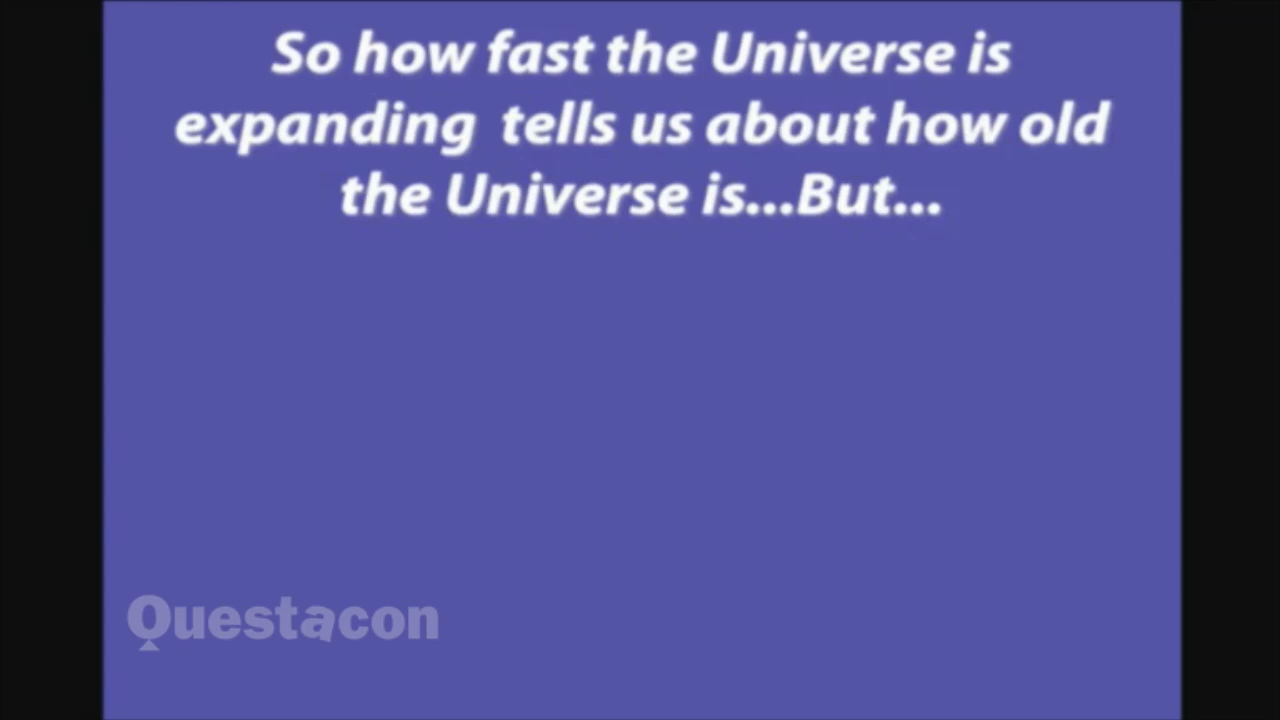 So how fast the Universe is
expanding  tells us about how old
the Universe is...But...
Questacon